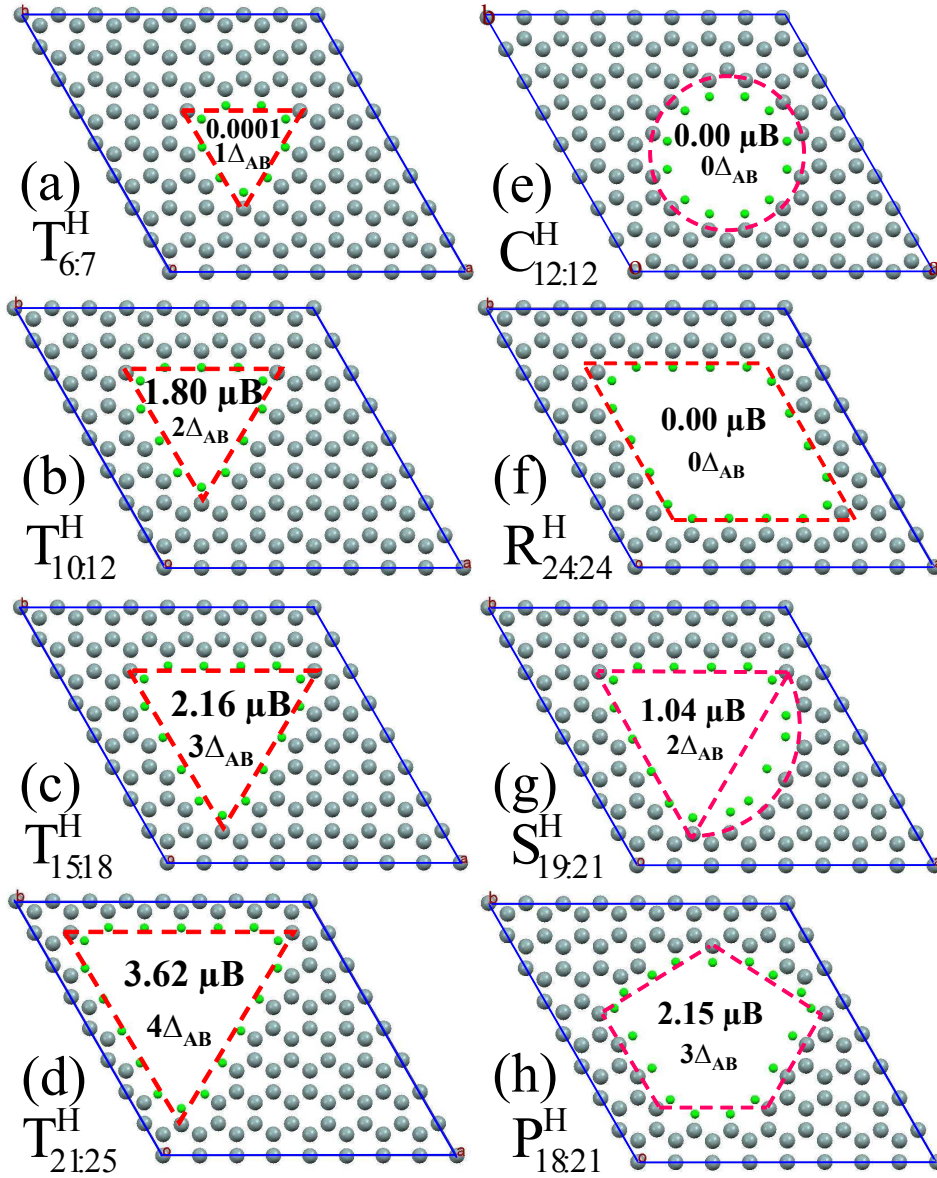 b
0.0001
1Δ_AB
(a)
T^H_6:7
o
a
b
1.80 µB
2Δ_AB
(b)
T^H_10:12
o
a
b
2.16 µB
3Δ_AB
(c)
T^H_15:18
o
a
b
3.62 µB
4Δ_AB
(d)
T^H_21:25
o
a
b
0.00 µB
0Δ_AB
(e)
C^H_12:12
o
a
b
0.00 µB
0Δ_AB
(f)
R^H_24:24
o
a
b
1.04 µB
2Δ_AB
(g)
S^H_19:21
o
a
b
2.15 µB
3Δ_AB
(h)
P^H_18:21
o
a